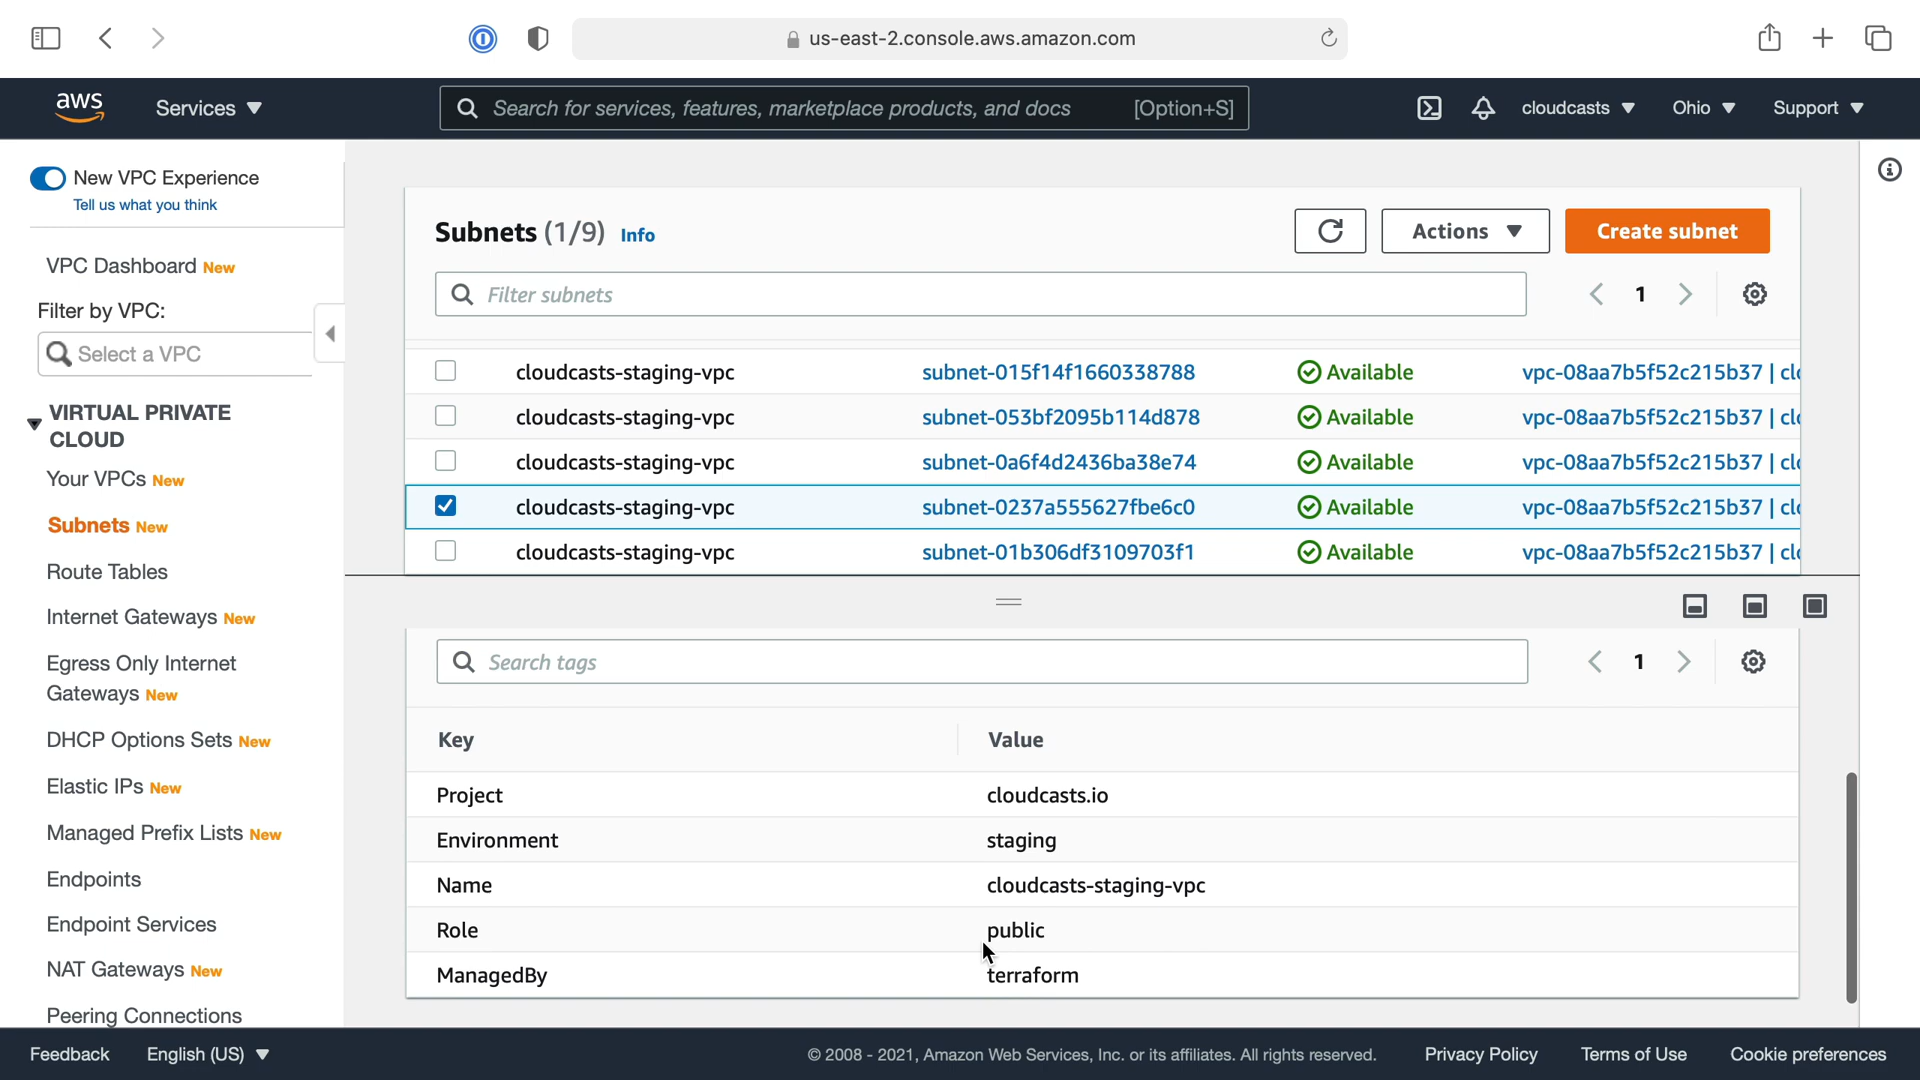 us-east-2.console.aws.amazon.com
aws
Services
Search for services, features, marketplace products, and docs
[Option+S]
cloudcasts
Ohio
Support
New VPC Experience
Tell us what you think
VPC Dashboard New
Filter by VPC:
Select a VPC
VIRTUAL PRIVATE
CLOUD
Your VPCs New
Subnets New
Route Tables
Internet Gateways New
Egress Only Internet
Gateways New
DHCP Options Sets New
Elastic IPs New
Managed Prefix Lists New
Endpoints
Endpoint Services
NAT Gateways New
Peering Connections
Subnets (1/9) Info
Actions
Create subnet
Filter subnets
1
cloudcasts-staging-vpc subnet-015f14f1660338788 Available vpc-08aa7b5f52c215b37 | clo
cloudcasts-staging-vpc subnet-053bf2095b114d878 Available vpc-08aa7b5f52c215b37 | clo
cloudcasts-staging-vpc subnet-0a6f4d2436ba38e74 Available vpc-08aa7b5f52c215b37 | clo
cloudcasts-staging-vpc subnet-0237a555627fbe6c0 Available vpc-08aa7b5f52c215b37 | clo
cloudcasts-staging-vpc subnet-01b306df3109703f1 Available vpc-08aa7b5f52c215b37 | clo
Search tags
1
Key Value
Project cloudcasts.io
Environment staging
Name cloudcasts-staging-vpc
Role public
ManagedBy terraform
Feedback
English (US)
© 2008 - 2021, Amazon Web Services, Inc. or its affiliates. All rights reserved.
Privacy Policy
Terms of Use
Cookie preferences